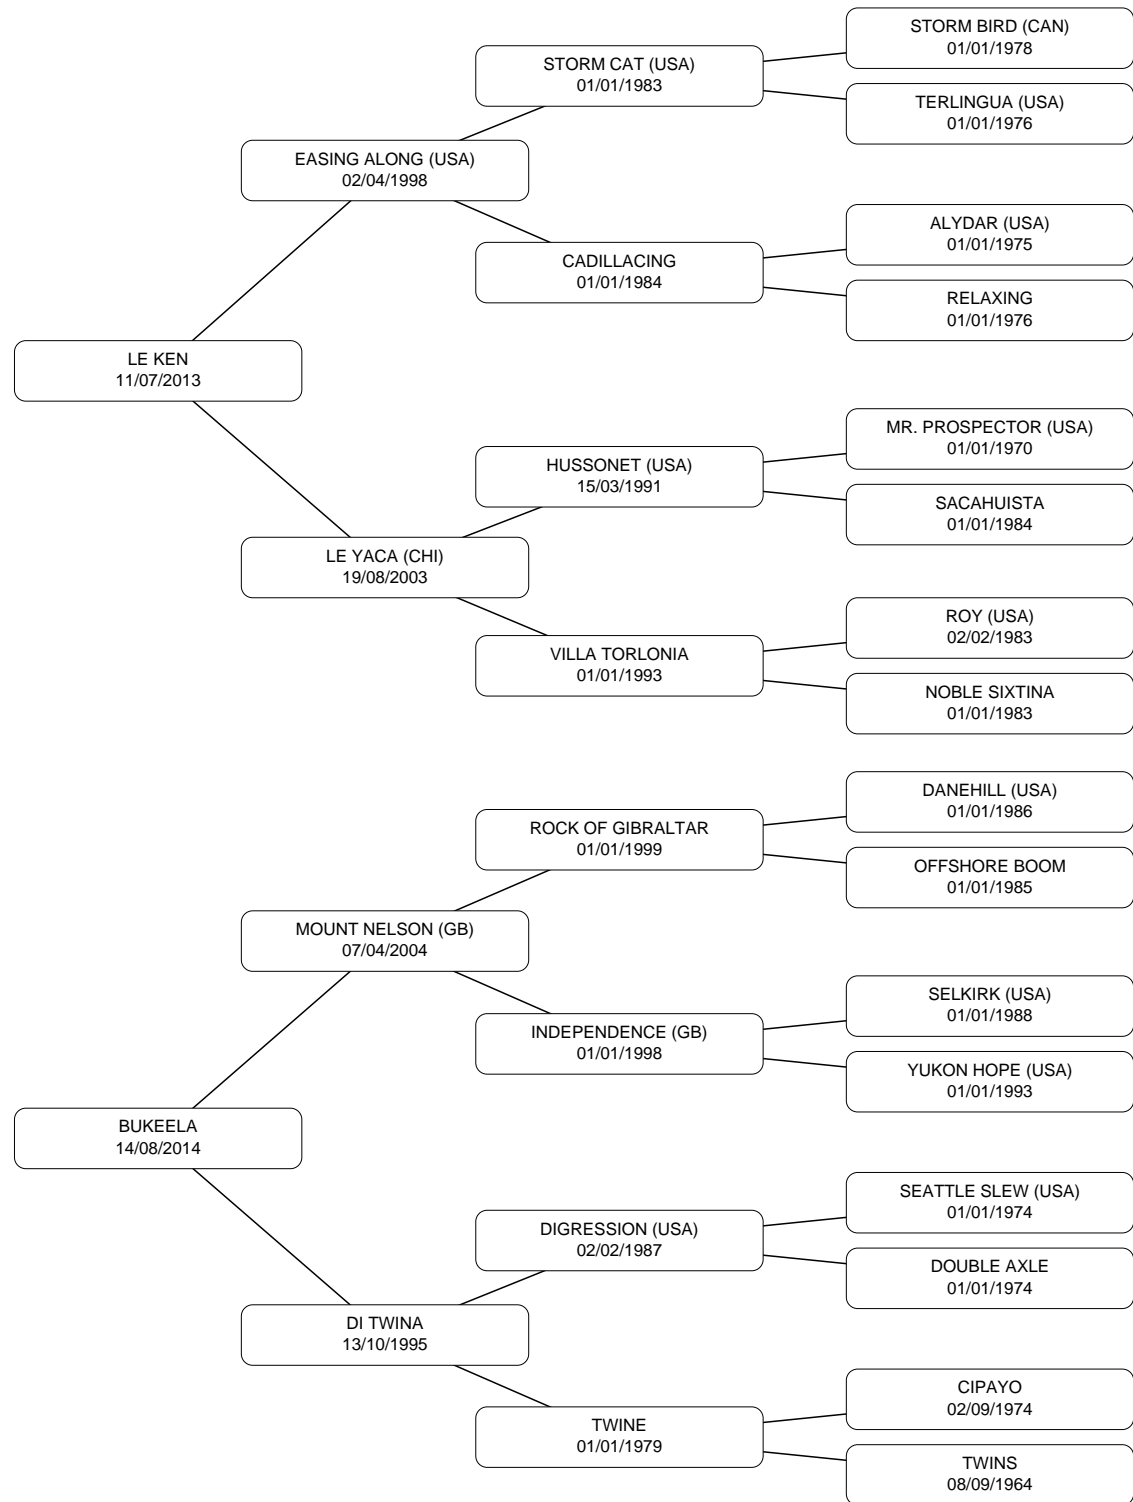 STORM BIRD (CAN)
01/01/1978
STORM CAT (USA)
01/01/1983
TERLINGUA (USA)
01/01/1976
EASING ALONG (USA)
02/04/1998
ALYDAR (USA)
01/01/1975
CADILLACING
01/01/1984
RELAXING
01/01/1976
LE KEN
11/07/2013
MR. PROSPECTOR (USA)
01/01/1970
HUSSONET (USA)
15/03/1991
SACAHUISTA
01/01/1984
LE YACA (CHI)
19/08/2003
ROY (USA)
02/02/1983
VILLA TORLONIA
01/01/1993
NOBLE SIXTINA
01/01/1983
DANEHILL (USA)
01/01/1986
ROCK OF GIBRALTAR
01/01/1999
OFFSHORE BOOM
01/01/1985
MOUNT NELSON (GB)
07/04/2004
SELKIRK (USA)
01/01/1988
INDEPENDENCE (GB)
01/01/1998
YUKON HOPE (USA)
01/01/1993
BUKEELA
14/08/2014
SEATTLE SLEW (USA)
01/01/1974
DIGRESSION (USA)
02/02/1987
DOUBLE AXLE
01/01/1974
DI TWINA
13/10/1995
CIPAYO
02/09/1974
TWINE
01/01/1979
TWINS
08/09/1964